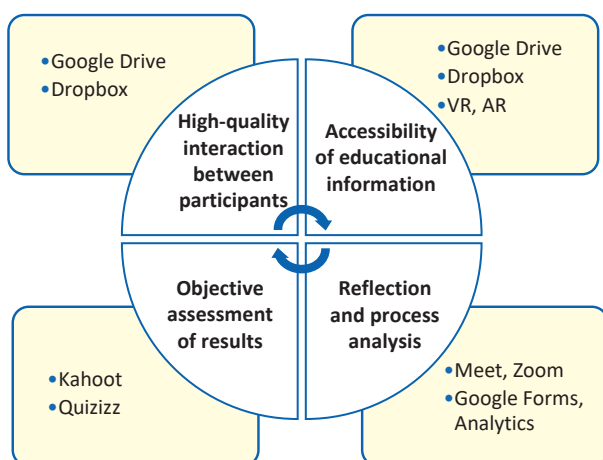 •Google Drive
•Dropbox
High-quality
interaction
between
participants
•Google Drive
•Dropbox
•VR, AR
Accessibility
of educational
information
Objective
assessment
of results
•Kahoot
•Quizizz
Reflection
and process
analysis
•Meet, Zoom
•Google Forms,
Analytics